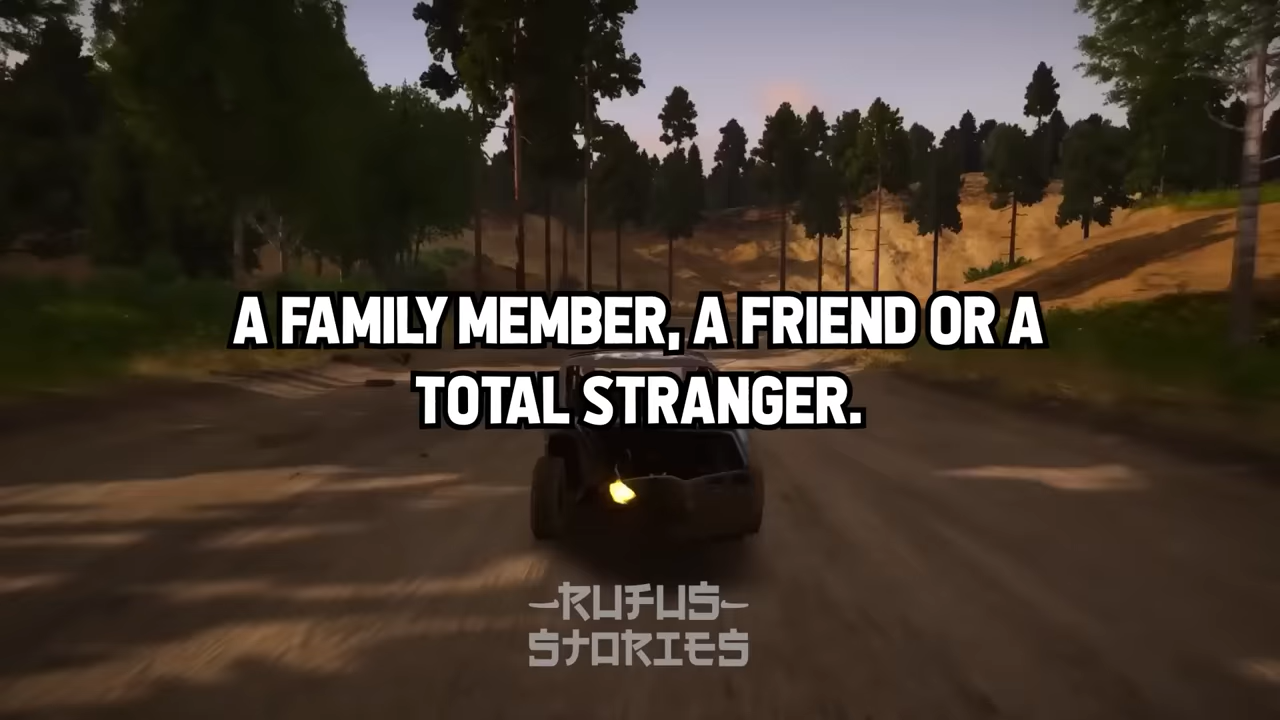 A FAMILY MEMBER, A FRIEND OR A
TOTAL STRANGER.
RUFUS
STORIES